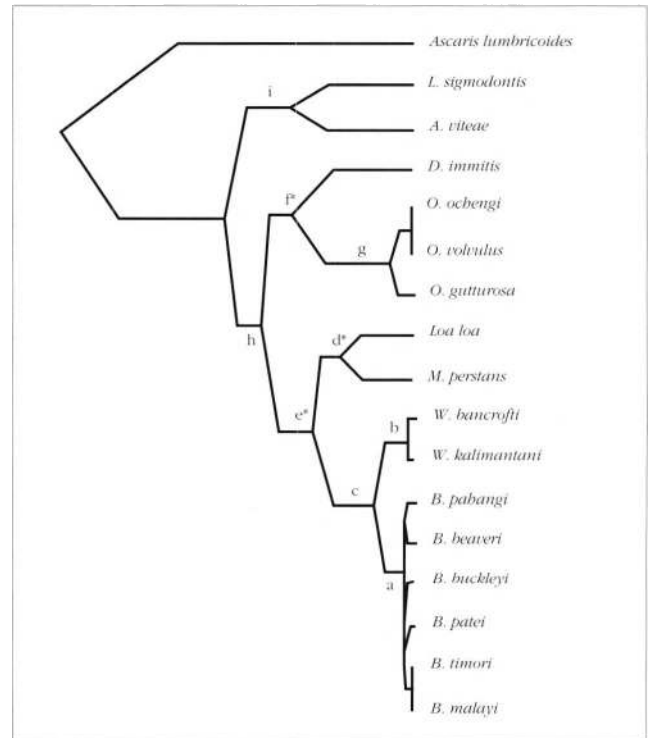 Ascaris lumbricoides
i
L. sigmodontis
A. viteae
D. immitis
f*
O. ochengi
g
O. volvulus
O. gutturosa
h
Loa loa
d*
M. perstans
e*
b
W. bancrofti
W. kalimantani
c
B. pahangi
B. beaveri
a
B. buckleyi
B. patei
B. timori
B. malayi